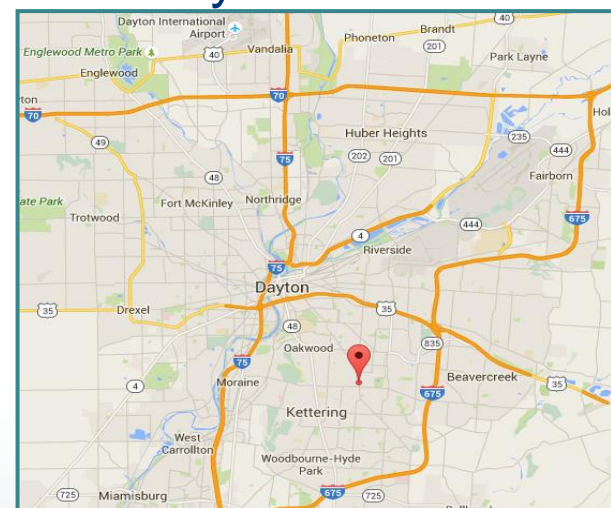 Dayton International
Airport
40
Phoneton
Brandt
40
201
Englewood Metro Park
40
Vandalia
Park Layne
Englewood
70
70
75
Huber Heights
235
49
202
201
444
48
Fairborn
Fort McKinley
Northridge
ate Park
Trotwood
675
4
444
Riverside
75
Dayton
35
Drexel
35
48
835
Oakwood
75
Moraine
Beavercreek
35
4
675
Kettering
West
Carrollton
Woodbourne-Hyde
Park
725
Miamisburg
675
725